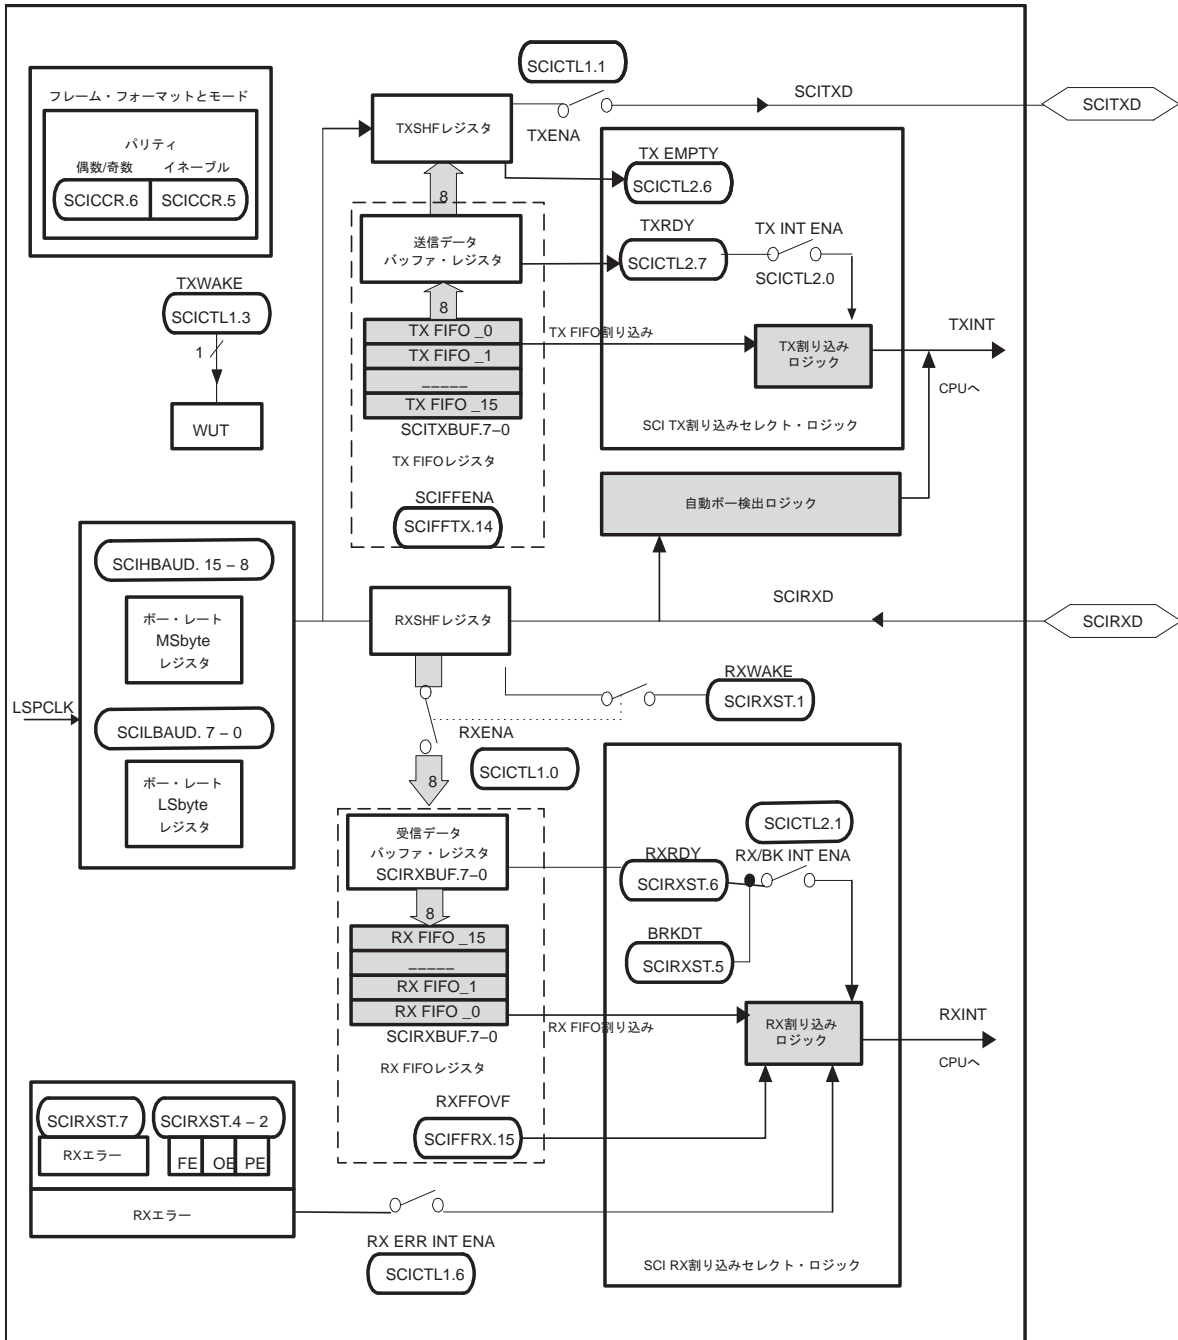 フレーム・フォーマットとモード
パリティ
偶数/奇数 イネーブル
SCICCR.6 SCICCR.5
TXWAKE
SCICTL1.3
1
WUT
SCICTL1.1
TXSHFレジスタ
TXENA
SCITXD
SCITXD
8
送信データ
バッファ・レジスタ
8
TX FIFO _0
TX FIFO _1
_____
TX FIFO _15
SCITXBUF.7−0
TX FIFOレジスタ
SCIFFENA
SCIFFTX.14
TX FIFO割り込み
TX EMPTY
SCICTL2.6
TXRDY
SCICTL2.7
TX INT ENA
SCICTL2.0
TX割り込み
ロジック
SCI TX割り込みセレクト・ロジック
TXINT
CPUへ
自動ボー検出ロジック
SCIHBAUD. 15 − 8
ボー・レート
MSbyte
レジスタ
LSPCLK
SCILBAUD. 7 − 0
ボー・レート
LSbyte
レジスタ
RXSHFレジスタ
SCIRXD
SCIRXD
RXWAKE
SCIRXST.1
RXENA
SCICTL1.0
8
受信データ
バッファ・レジスタ
SCIRXBUF.7−0
8
RX FIFO _15
_____
RX FIFO_1
RX FIFO _0
SCIRXBUF.7−0
RX FIFOレジスタ
RXFFOVF
SCIFFRX.15
RX FIFO割り込み
SCICTL2.1
RXRDY
RX/BK INT ENA
SCIRXST.6
BRKDT
SCIRXST.5
RX割り込み
ロジック
RXINT
CPUへ
SCI RX割り込みセレクト・ロジック
SCIRXST.7 SCIRXST.4 − 2
RXエラー
FE OE PE
RXエラー
RX ERR INT ENA
SCICTL1.6